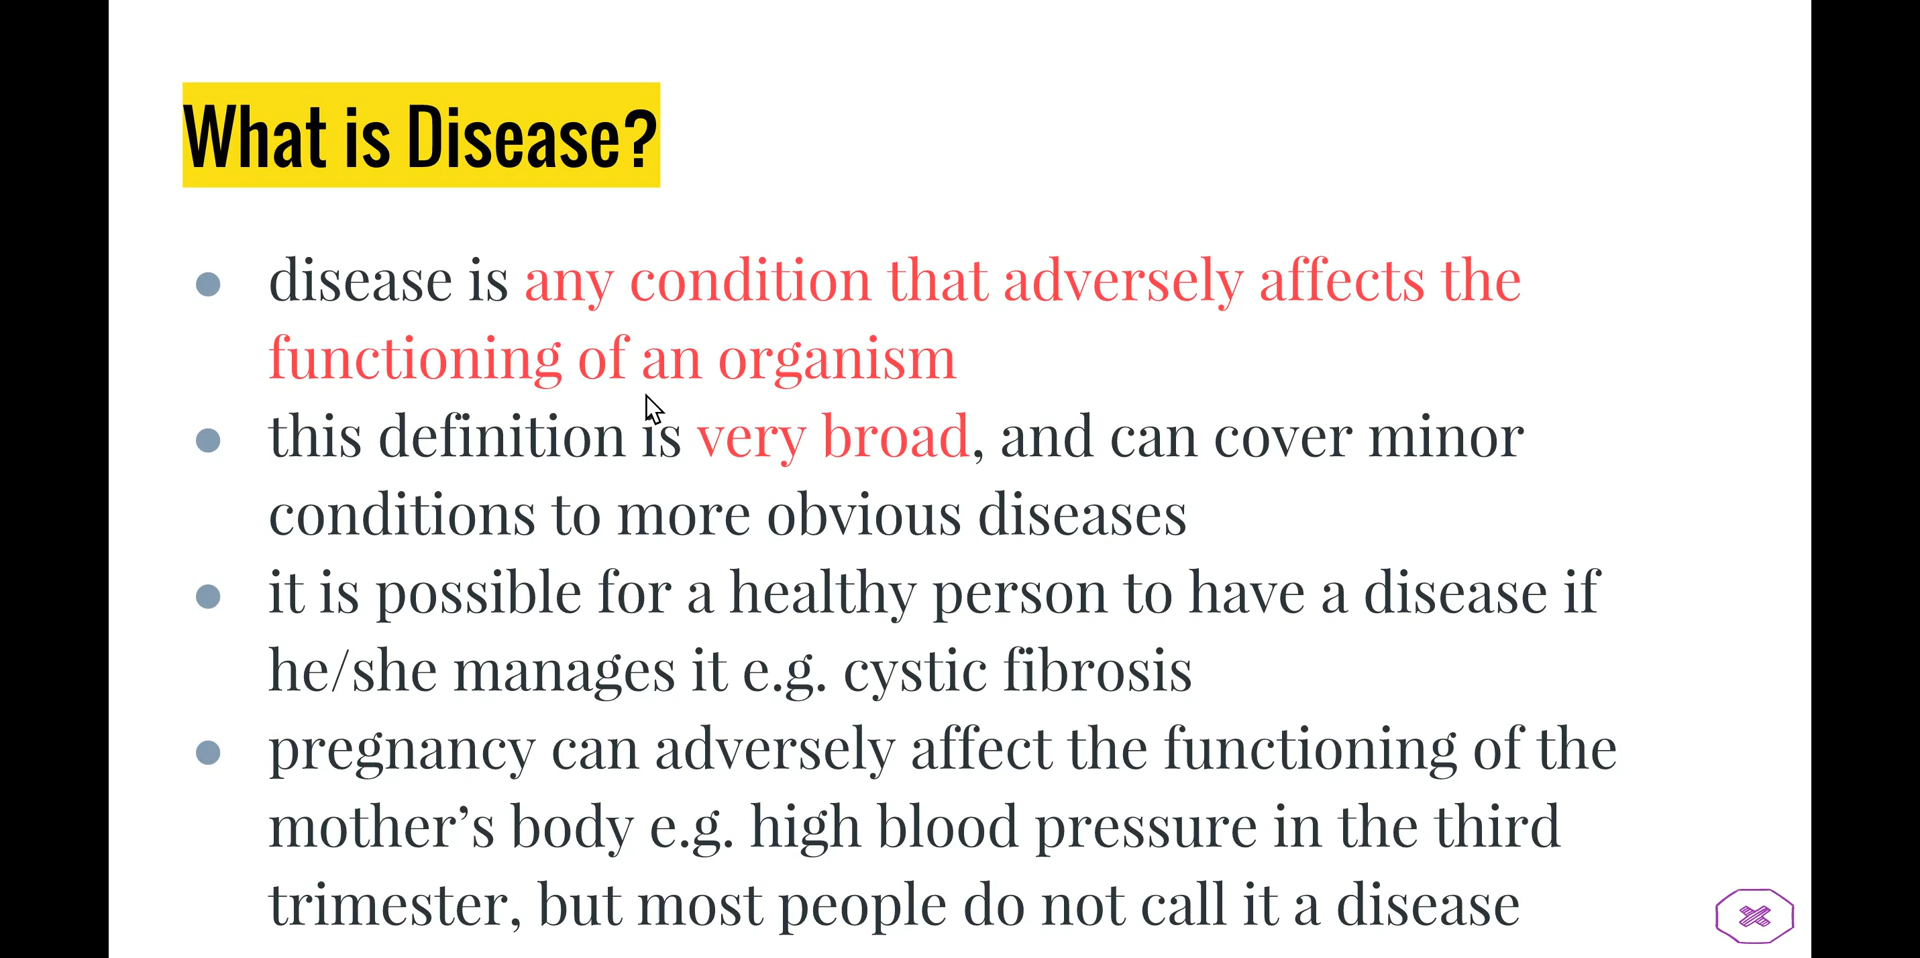 What is Disease?
disease is any condition that adversely affects the
functioning of an organism
this definition is very broad, and can cover minor
conditions to more obvious diseases
it is possible for a healthy person to have a disease if
he/she manages it e.g. cystic fibrosis
pregnancy can adversely affect the functioning of the
mother’s body e.g. high blood pressure in the third
trimester, but most people do not call it a disease